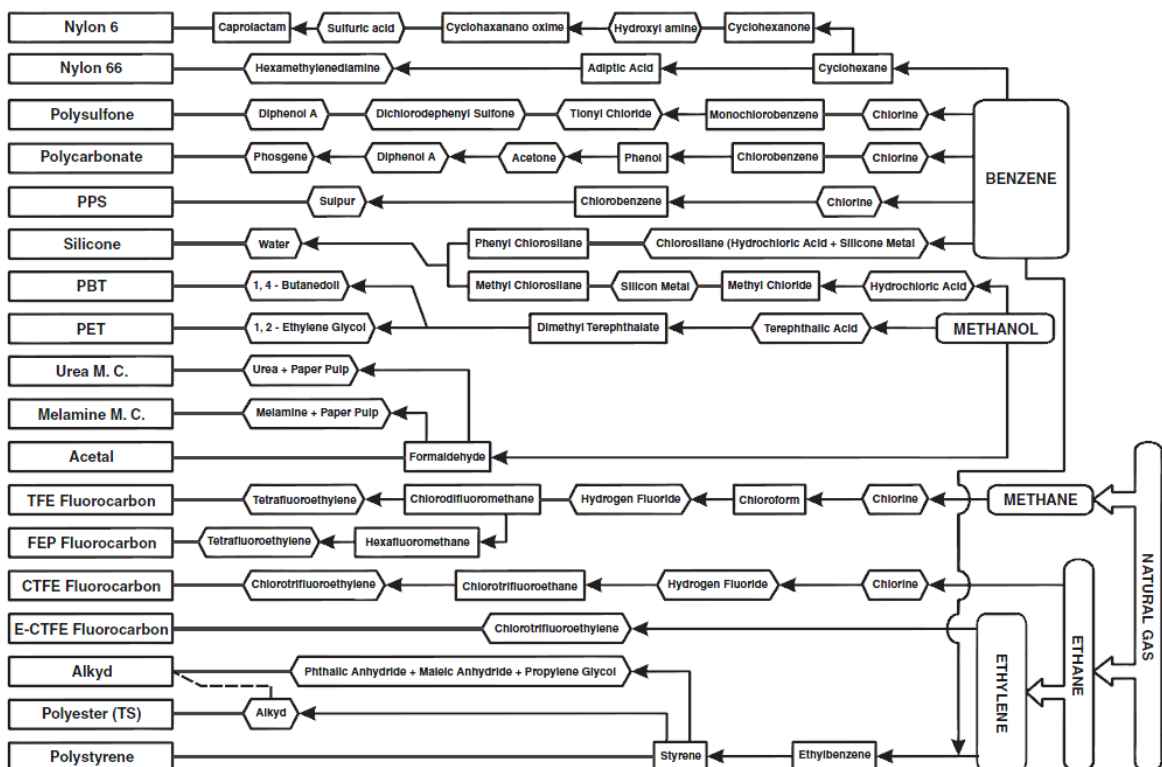 Nylon 6
Caprolactam
Sulfuric acid
Cyclohaxanano oxime
Hydroxyl amine
Cyclohexanone
Nylon 66
Hexamethylenediamine
Adiptic Acid
Cyclohexane
Polysulfone
Diphenol A
Dichlorodephenyl Sulfone
Tionyl Chloride
Monochlorobenzene
Chlorine
Polycarbonate
Phosgene
Diphenol A
Acetone
Phenol
Chlorobenzene
Chlorine
BENZENE
PPS
Sulpur
Chlorobenzene
Chlorine
Silicone
Water
Phenyl Chlorosilane
Chlorosilane (Hydrochloric Acid + Silicone Metal
PBT
1, 4 - Butanedoll
Methyl Chlorosilane
Silicon Metal
Methyl Chloride
Hydrochloric Acid
PET
1, 2 - Ethylene Glycol
Dimethyl Terephthalate
Terephthalic Acid
METHANOL
Urea M. C.
Urea + Paper Pulp
Melamine M. C.
Melamine + Paper Pulp
Acetal
Formaldehyde
TFE Fluorocarbon
Tetrafluoroethylene
Chlorodifluoromethane
Hydrogen Fluoride
Chloroform
Chlorine
METHANE
FEP Fluorocarbon
Tetrafluoroethylene
Hexafluoromethane
CTFE Fluorocarbon
Chlorotrifluoroethylene
Chlorotrifluoroethane
Hydrogen Fluoride
Chlorine
E-CTFE Fluorocarbon
Chlorotrifluoroethylene
Alkyd
Phthalic Anhydride + Maleic Anhydride + Propylene Glycol
Polyester (TS)
Alkyd
Polystyrene
Styrene
Ethylbenzene
ETHYLENE
ETHANE
NATURAL GAS